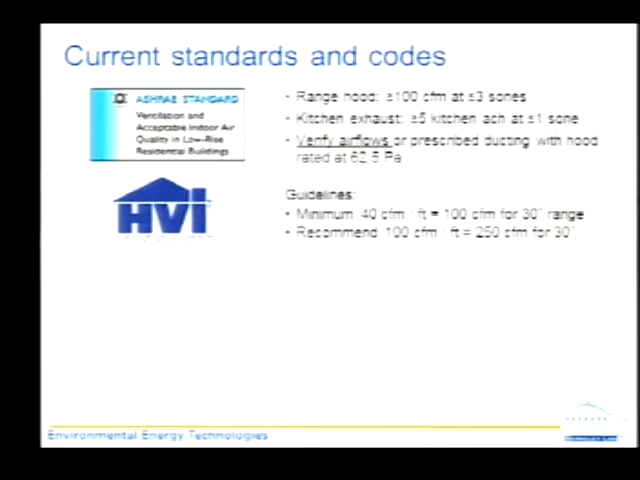 Current standards and codes
ASHRAE STANDARD
Ventilation and
Acceptable Indoor Air
Quality in Low-Rise
Residential Buildings
• Range hood: ≥100 cfm at ≤3 sones
• Kitchen exhaust: ≥5 kitchen ach at ≤1 sone
• Verify airflows or prescribed ducting with hood
rated at 62.5 Pa
HVI
Guidelines:
• Minimum 40 cfm / ft = 100 cfm for 30" range
• Recommend 100 cfm / ft = 250 cfm for 30"
Environmental Energy Technologies